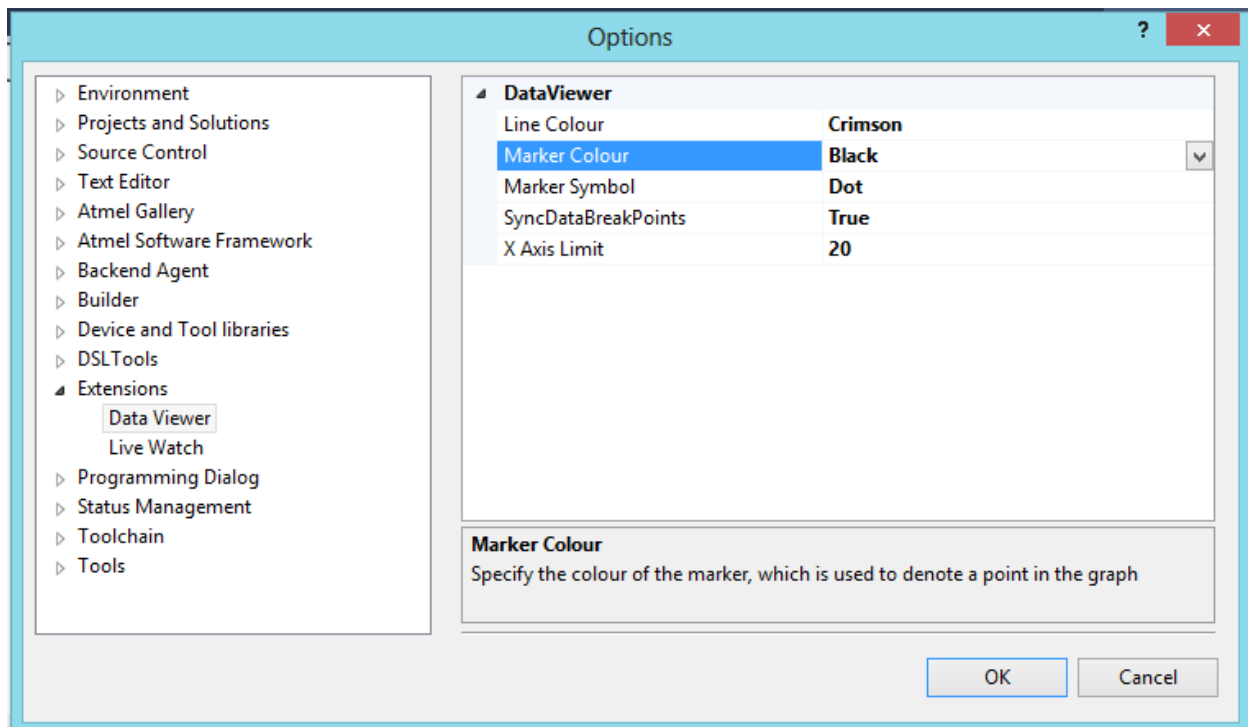 Options
?
Environment
Projects and Solutions
Source Control
Text Editor
Atmel Gallery
Atmel Software Framework
Backend Agent
Builder
Device and Tool libraries
DSLTools
Extensions
Data Viewer
Live Watch
Programming Dialog
Status Management
Toolchain
Tools
DataViewer
Line Colour Crimson
Marker Colour Black
Marker Symbol Dot
SyncDataBreakPoints True
X Axis Limit 20
Marker Colour
Specify the colour of the marker, which is used to denote a point in the graph
OK Cancel